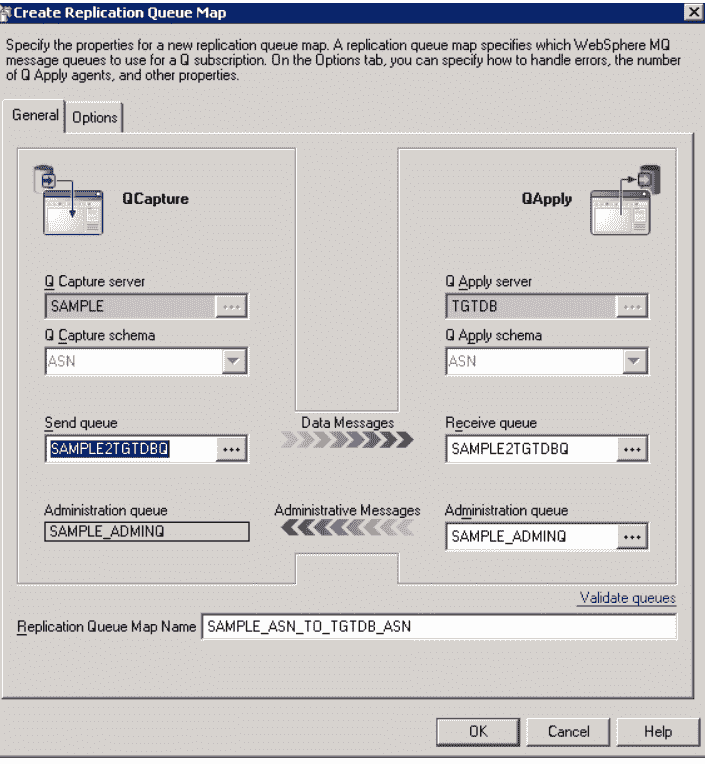 Create Replication Queue Map
Specify the properties for a new replication queue map. A replication queue map specifies which WebSphere MQ
message queues to use for a Q subscription. On the Options tab, you can specify how to handle errors, the number
of Q Apply agents, and other properties.
General Options
QCapture
QApply
Q Capture server
Q Apply server
SAMPLE ...
TGTDB ...
Q Capture schema
Q Apply schema
ASN
ASN
Send queue
Data Messages
Receive queue
SAMPLE2TGTDBQ ...
SAMPLE2TGTDBQ ...
Administration queue
Administrative Messages
Administration queue
SAMPLE_ADMINQ
SAMPLE_ADMINQ ...
Validate queues
Replication Queue Map Name SAMPLE_ASN_TO_TGTDB_ASN
OK Cancel Help